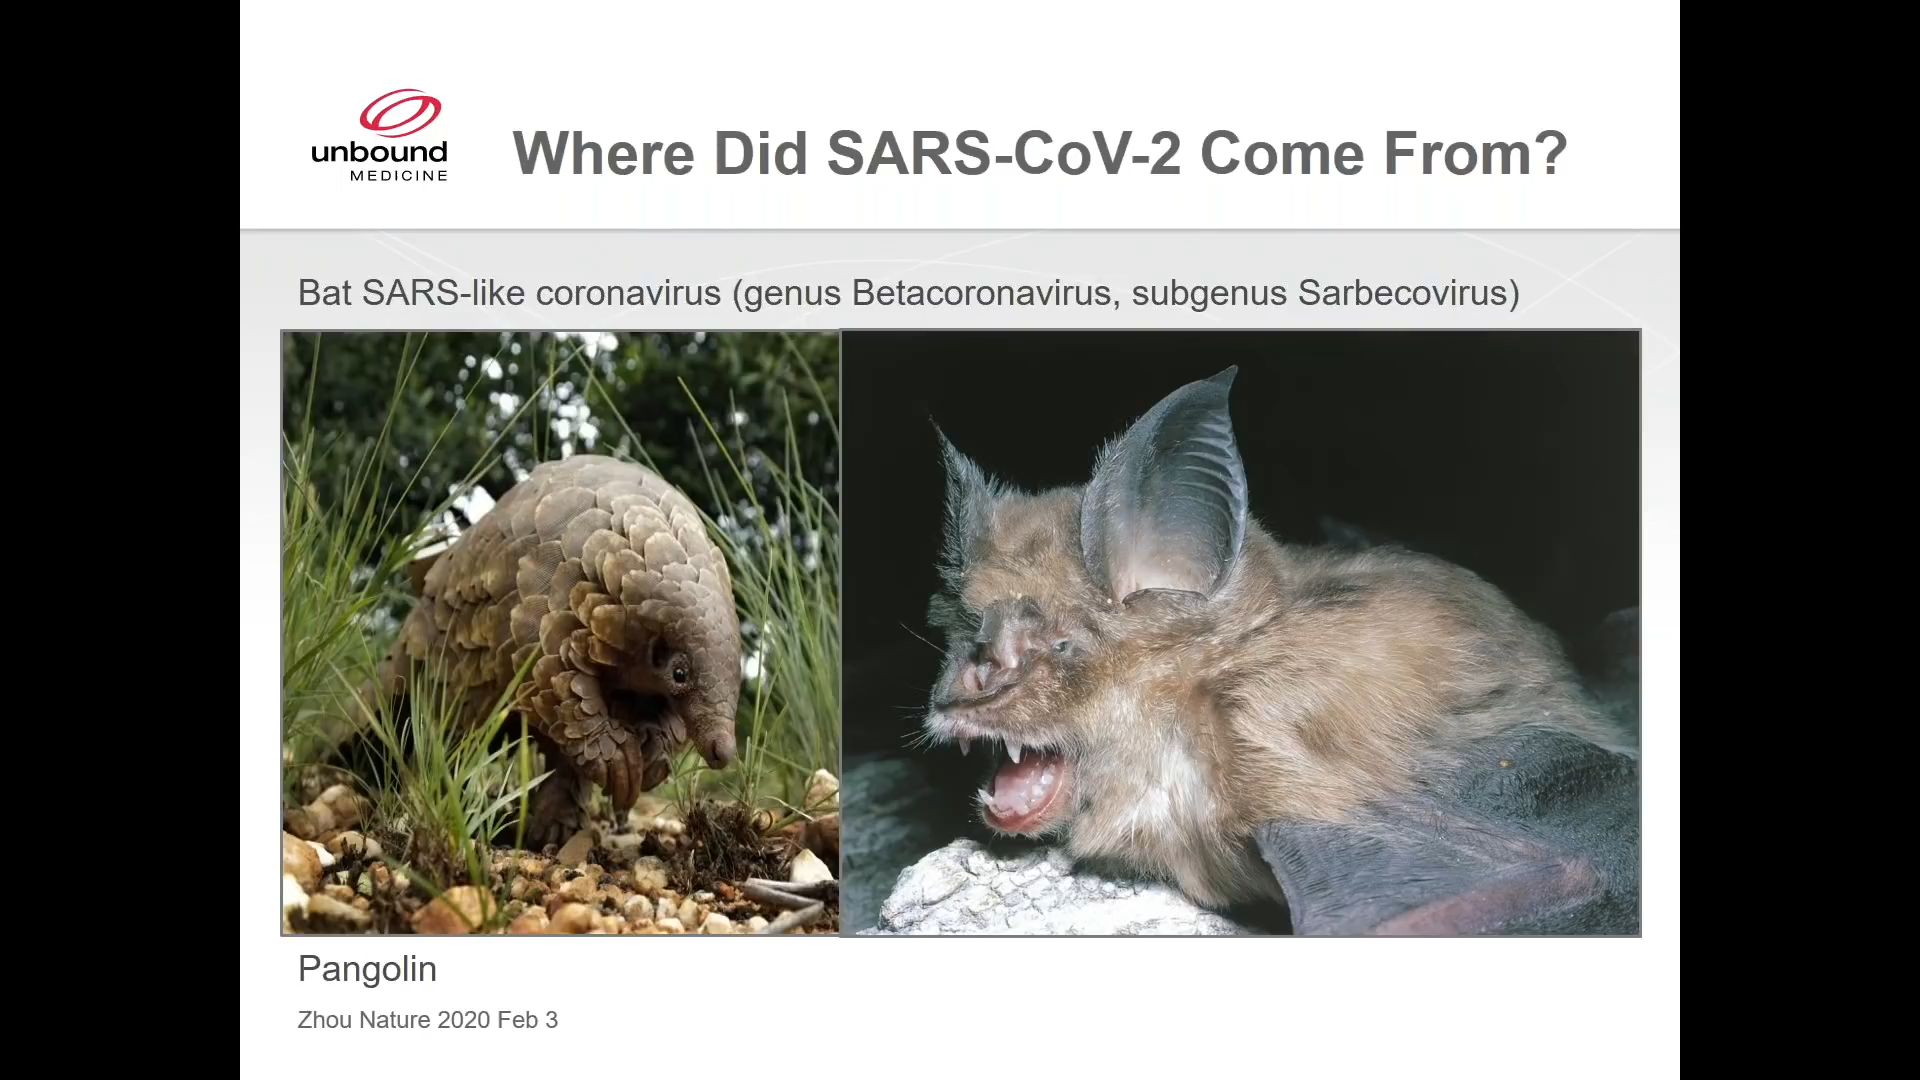 unbound
MEDICINE
Where Did SARS-CoV-2 Come From?
Bat SARS-like coronavirus (genus Betacoronavirus, subgenus Sarbecovirus)
Pangolin
Zhou Nature 2020 Feb 3